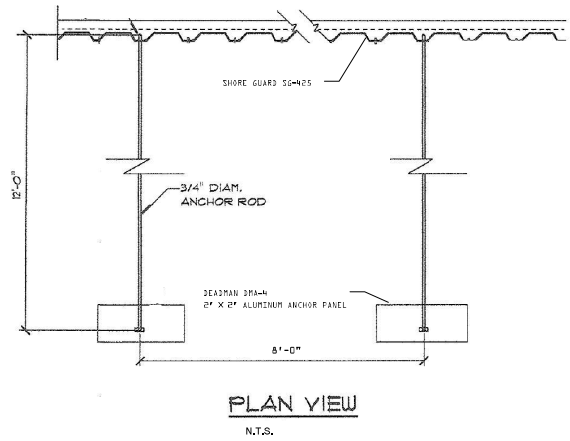 SHORE GUARD SG-425
12'-0"
3/4" DIAM.
ANCHOR ROD
DEADMAN DMA-4
2' X 2' ALUMINUM ANCHOR PANEL
8'-0"
PLAN VIEW
N.T.S.